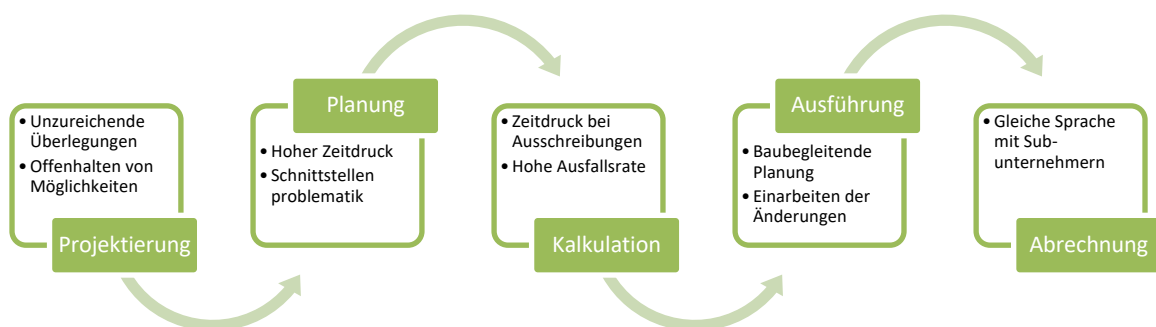 • Unzureichende
Überlegungen
• Offenhalten von
Möglichkeiten
Projektierung
Planung
• Hoher Zeitdruck
• Schnittstellen
problematik
• Zeitdruck bei
Ausschreibungen
• Hohe Ausfallsrate
Kalkulation
Ausführung
• Baubegleitende
Planung
• Einarbeiten der
Änderungen
• Gleiche Sprache
mit Sub-
unternehmern
Abrechnung